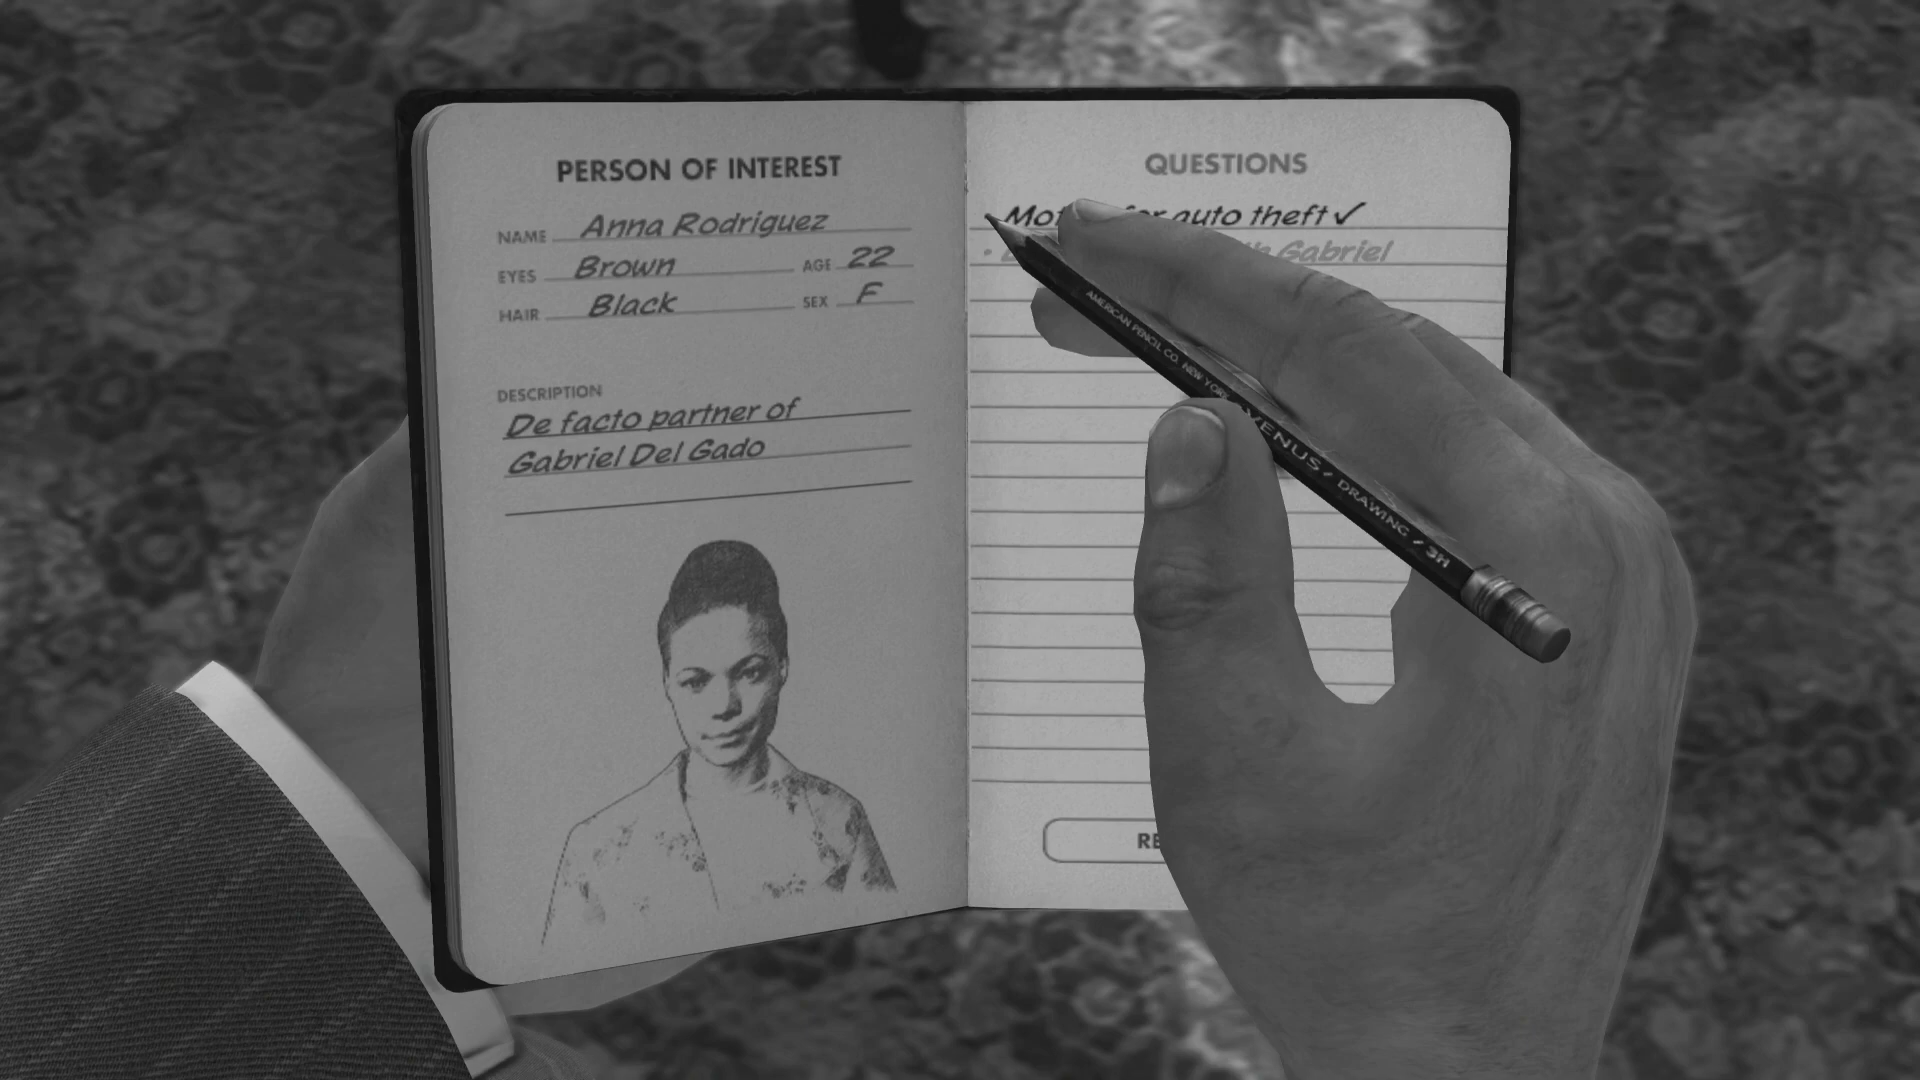 PERSON OF INTEREST
NAME Anna Rodriguez
EYES Brown AGE 22
HAIR Black SEX F
DESCRIPTION
De facto partner of
Gabriel Del Gado
QUESTIONS
auto theft ✓
Gabriel
AMERICAN PENCIL CO. NEW YORK VENUS / DRAWING / 3H